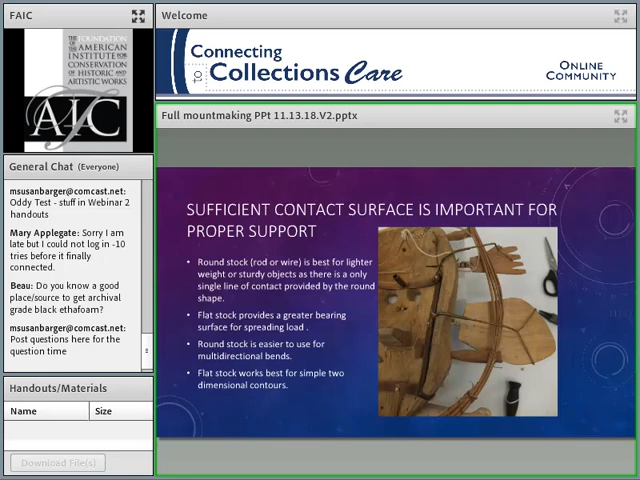 FAIC
THE FOUNDATION
OF THE
AMERICAN
INSTITUTE FOR
CONSERVATION
OF HISTORIC AND
ARTISTIC WORKS
AIC
General Chat (Everyone)
msusanbarger@comcast.net:
Oddy Test - stuff in Webinar 2
handouts
Mary Applegate: Sorry I am
late but I could not log in -10
tries before it finally
connected.
Beau: Do you know a good
place/source to get archival
grade black ethafoam?
msusanbarger@comcast.net:
Post questions here for the
question time
Handouts/Materials
Name Size
Download File(s)
Welcome
Connecting
to Collections Care
ONLINE
COMMUNITY
Full mountmaking PPt 11.13.18.V2.pptx
SUFFICIENT CONTACT SURFACE IS IMPORTANT FOR
PROPER SUPPORT
• Round stock (rod or wire) is best for lighter
weight or sturdy objects as there is a only
single line of contact provided by the round
shape.
• Flat stock provides a greater bearing
surface for spreading load .
• Round stock is easier to use for
multidirectional bends.
• Flat stock works best for simple two
dimensional contours.